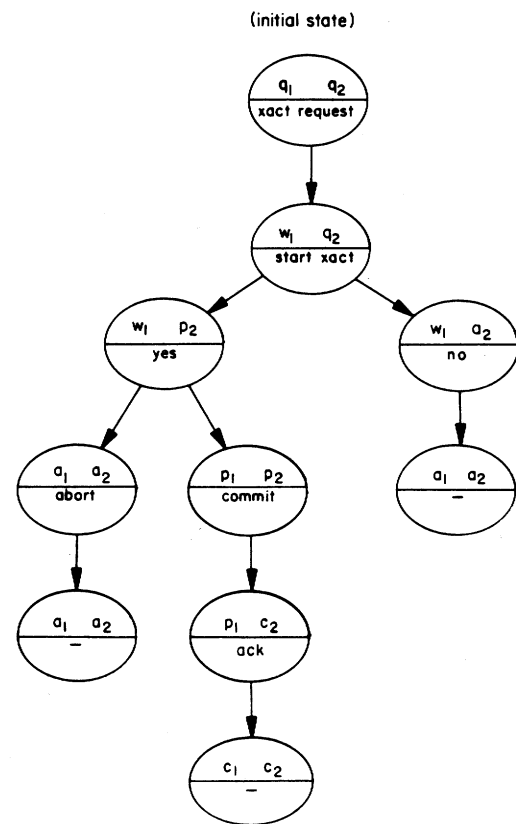 (initial state)
q₁ q₂
xact request
w₁ q₂
start xact
w₁ p₂
yes
w₁ a₂
no
a₁ a₂
abort
p₁ p₂
commit
a₁ a₂
–
a₁ a₂
–
p₁ c₂
ack
c₁ c₂
–